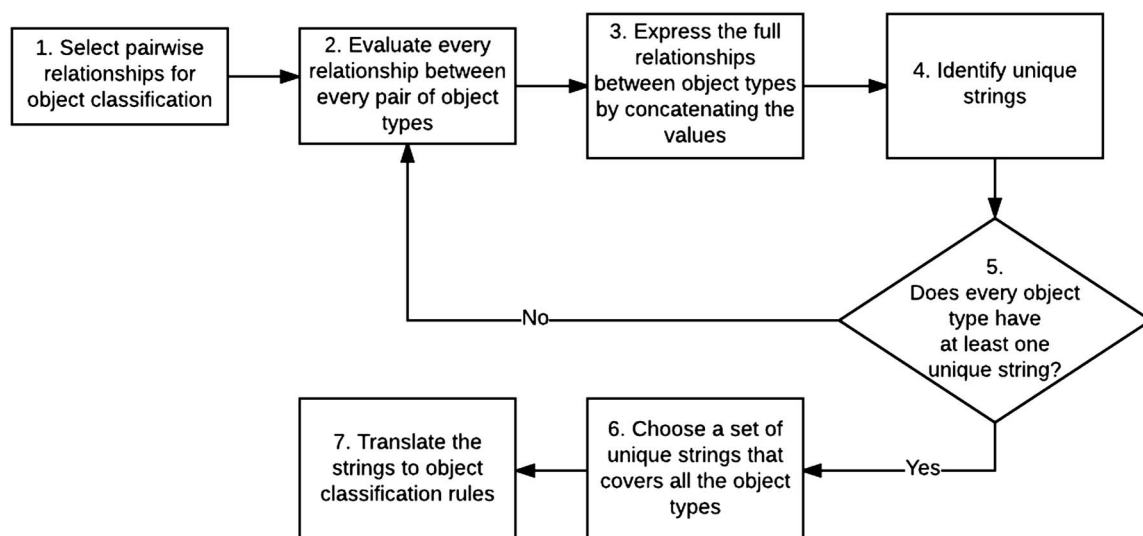 1. Select pairwise
relationships for
object classification
2. Evaluate every
relationship between
every pair of object
types
3. Express the full
relationships
between object types
by concatenating the
values
4. Identify unique
strings
5.
Does every object
type have
at least one
unique string?
No
Yes
6. Choose a set of
unique strings that
covers all the object
types
7. Translate the
strings to object
classification rules